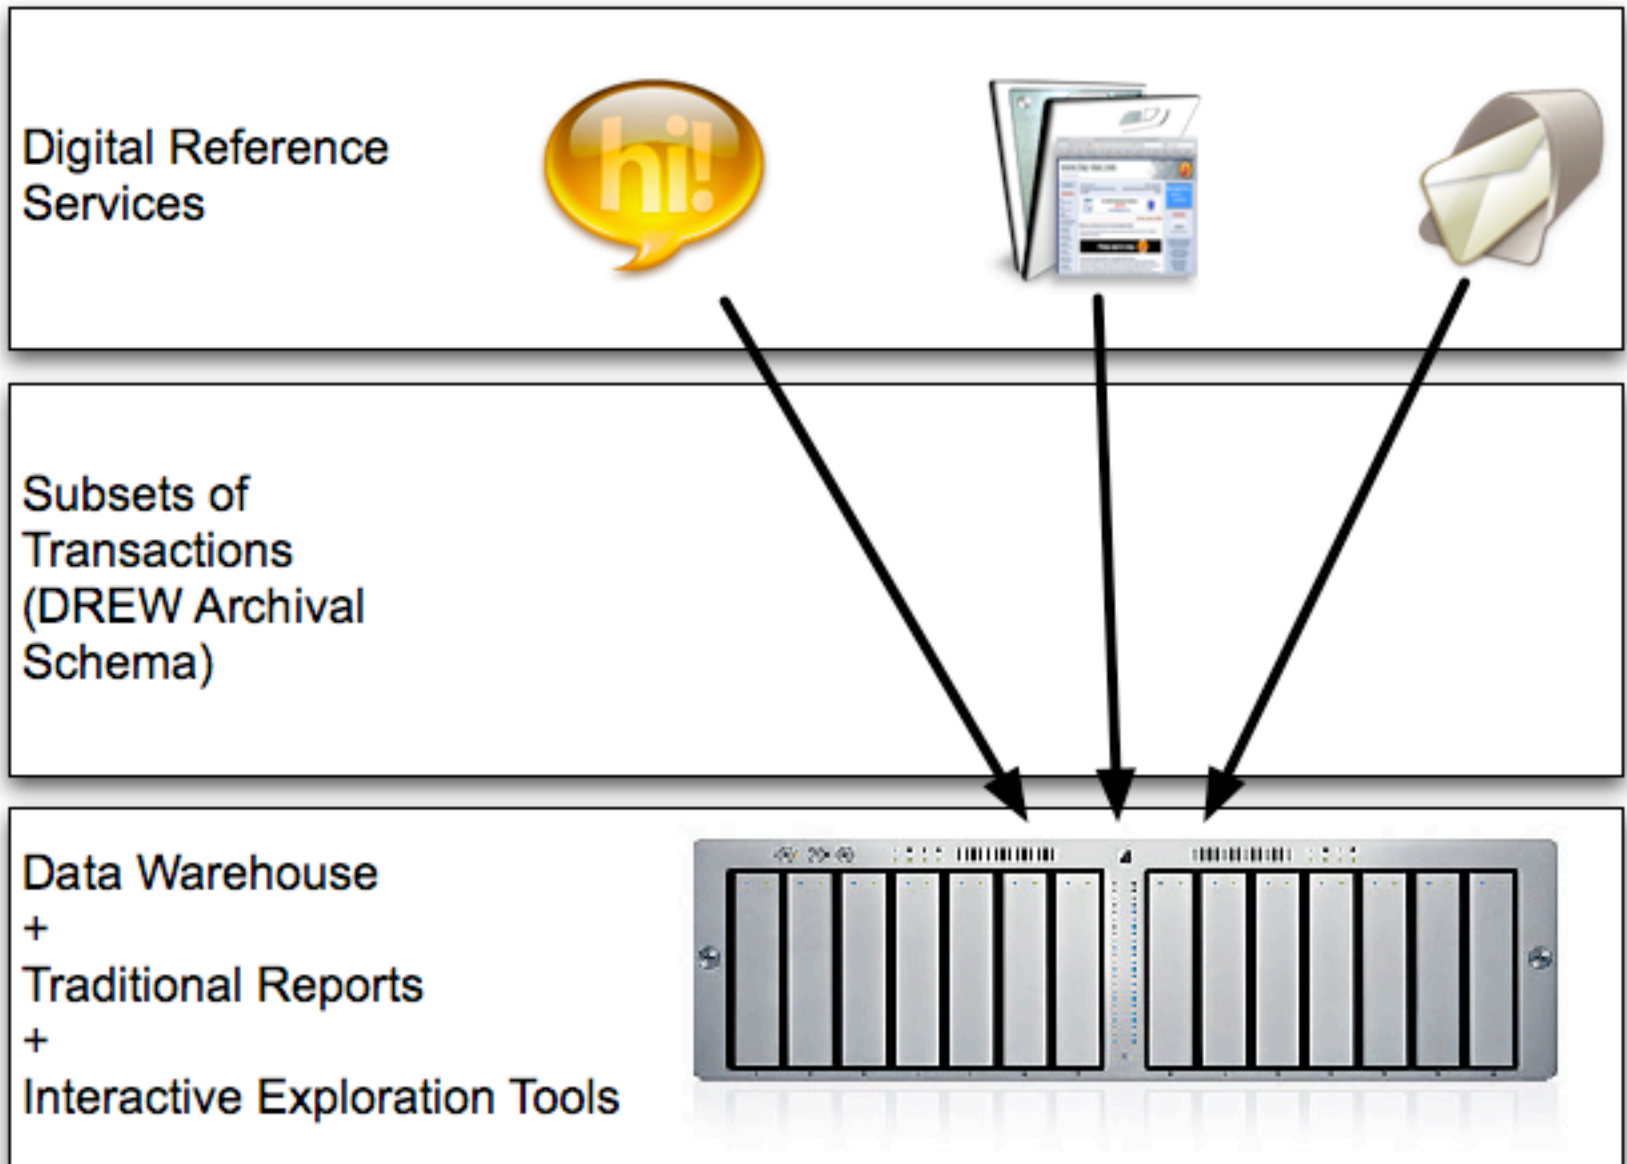 Digital Reference
Services
hi!
Subsets of
Transactions
(DREW Archival
Schema)
Data Warehouse
+
Traditional Reports
+
Interactive Exploration Tools